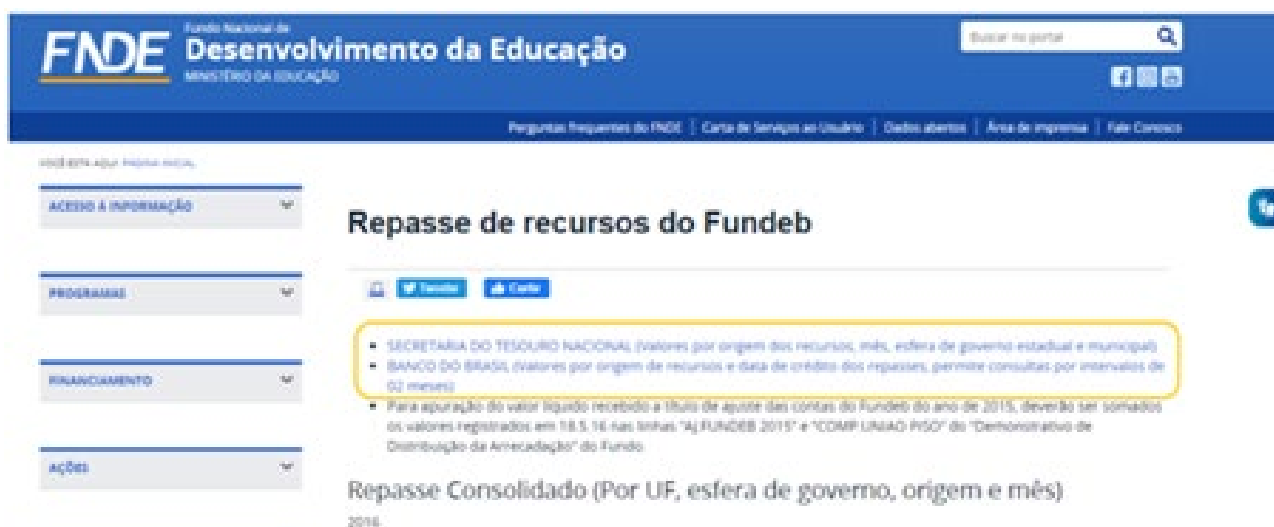 FNDE
Fundo Nacional de
Desenvolvimento da Educação
MINISTÉRIO DA EDUCAÇÃO
Buscar no portal
Perguntas frequentes do FNDE | Carta de Serviços ao Usuário | Dados abertos | Área de imprensa | Fale Conosco
VOCÊ ESTÁ AQUI: PÁGINA INICIAL
ACESSO À INFORMAÇÃO
Repasse de recursos do Fundeb
PROGRAMAS
Tweetar
Curtir
SECRETARIA DO TESOURO NACIONAL (Valores por origem dos recursos, mês, esfera de governo estadual e municipal)
BANCO DO BRASIL (Valores por origem de recursos e data de crédito dos repasses, permite consultas por intervalos de
02 meses)
FINANCIAMENTO
Para apuração do valor líquido recebido a título de ajuste das contas do Fundeb do ano de 2015, deverão ser somados
os valores registrados em 18.5.16 nas linhas "AJ FUNDEB 2015" e "COMP UNIAO PISO" do "Demonstrativo de
Distribuição da Arrecadação" do Fundo.
AÇÕES
Repasse Consolidado (Por UF, esfera de governo, origem e mês)
2016